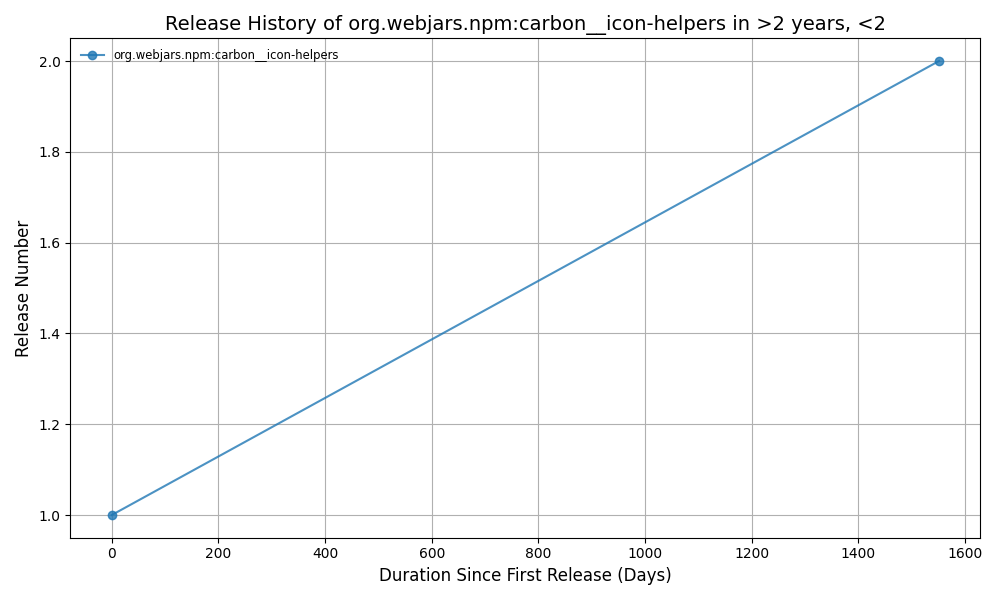 Release History of org.webjars.npm:carbon__icon-helpers in >2 years, <2
org.webjars.npm:carbon__icon-helpers
2.0
1.8
1.6
1.4
1.2
1.0
Release Number
0 200 400 600 800 1000 1200 1400 1600
Duration Since First Release (Days)